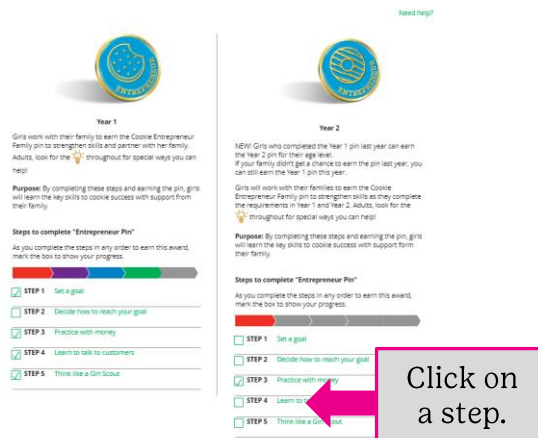 Need help?
ENTREPRENEUR
Year 1
Girls work with their family to earn the Cookie Entrepreneur
Family pin to strengthen skills and partner with her family.
Adults, look for the throughout for special ways you can
help!
Purpose: By completing these steps and earning the pin, girls
will learn the key skills to cookie success with support from
their family.
Steps to complete "Entrepreneur Pin"
As you complete the steps in any order to earn this award,
mark the box to show your progress.
STEP 1 Set a goal
STEP 2 Decide how to reach your goal
STEP 3 Practice with money
STEP 4 Learn to talk to customers
STEP 5 Think like a Girl Scout
ENTREPRENEUR
Year 2
NEW! Girls who completed the Year 1 pin last year can earn
the Year 2 pin for their age level.
If your family didn't get a chance to earn the pin last year, you
can still earn the Year 1 pin this year.
Girls will work with their families to earn the Cookie
Entrepreneur Family pin to strengthen skills as they complete
the requirements in Year 1 and Year 2. Adults, look for the
throughout for special ways you can help!
Purpose: By completing these steps and earning the pin, girls
will learn the key skills to cookie success with support form
their family.
Steps to complete "Entrepreneur Pin"
As you complete the steps in any order to earn this award,
mark the box to show your progress.
STEP 1 Set a goal
STEP 2 Decide how to reach your goal
STEP 3 Practice with money
STEP 4 Learn to
STEP 5 Think like a Girl Scout
Click on
a step.